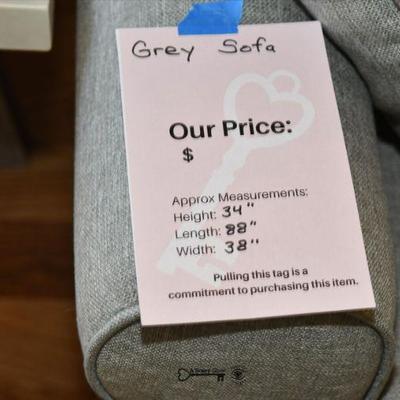 Grey Sofa
Our Price:
$
Approx Measurements:
Height: 34"
Length: 88"
Width: 38"
Pulling this tag is a
commitment to purchasing this item.